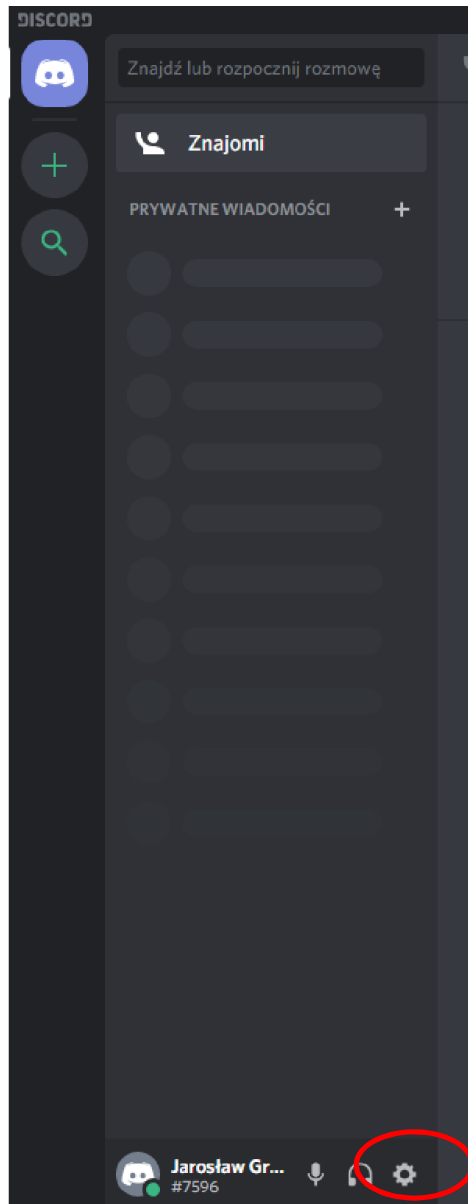 DISCORD
Znajdź lub rozpocznij rozmowę
Znajomi
PRYWATNE WIADOMOŚCI
Jarosław Gr...
#7596